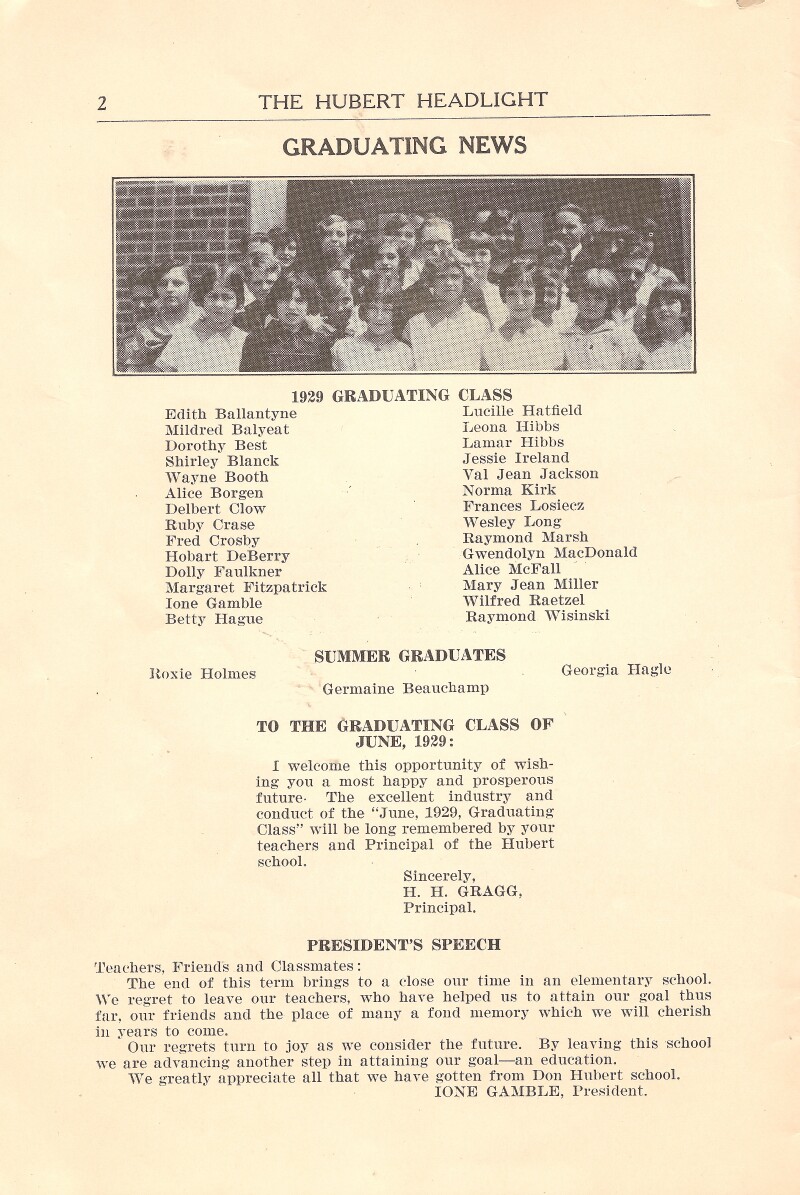 2
THE HUBERT HEADLIGHT
GRADUATING NEWS
1929 GRADUATING CLASS
Edith Ballantyne
Mildred Balyeat
Dorothy Best
Shirley Blanck
Wayne Booth
Alice Borgen
Delbert Clow
Ruby Crase
Fred Crosby
Hobart DeBerry
Dolly Faulkner
Margaret Fitzpatrick
Ione Gamble
Betty Hague
Lucille Hatfield
Leona Hibbs
Lamar Hibbs
Jessie Ireland
Val Jean Jackson
Norma Kirk
Frances Losiecz
Wesley Long
Raymond Marsh
Gwendolyn MacDonald
Alice McFall
Mary Jean Miller
Wilfred Raetzel
Raymond Wisinski
SUMMER GRADUATES
Roxie Holmes
Georgia Hagle
Germaine Beauchamp
TO THE GRADUATING CLASS OF
JUNE, 1929:
I welcome this opportunity of wish-
ing you a most happy and prosperous
future. The excellent industry and
conduct of the "June, 1929, Graduating
Class" will be long remembered by your
teachers and Principal of the Hubert
school.
Sincerely,
H. H. GRAGG,
Principal.
PRESIDENT'S SPEECH
Teachers, Friends and Classmates:
The end of this term brings to a close our time in an elementary school.
We regret to leave our teachers, who have helped us to attain our goal thus
far, our friends and the place of many a fond memory which we will cherish
in years to come.
Our regrets turn to joy as we consider the future. By leaving this school
we are advancing another step in attaining our goal—an education.
We greatly appreciate all that we have gotten from Don Hubert school.
IONE GAMBLE, President.